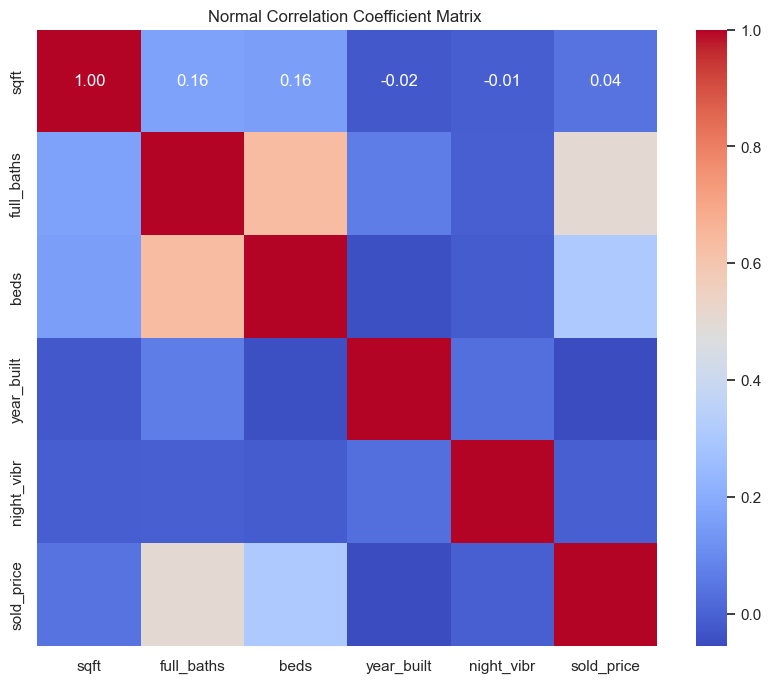 Normal Correlation Coefficient Matrix
sqft
1.00 0.16 0.16 -0.02 -0.01 0.04
full_baths
beds
year_built
night_vibr
sold_price
sqft full_baths beds year_built night_vibr sold_price
1.0
0.8
0.6
0.4
0.2
0.0